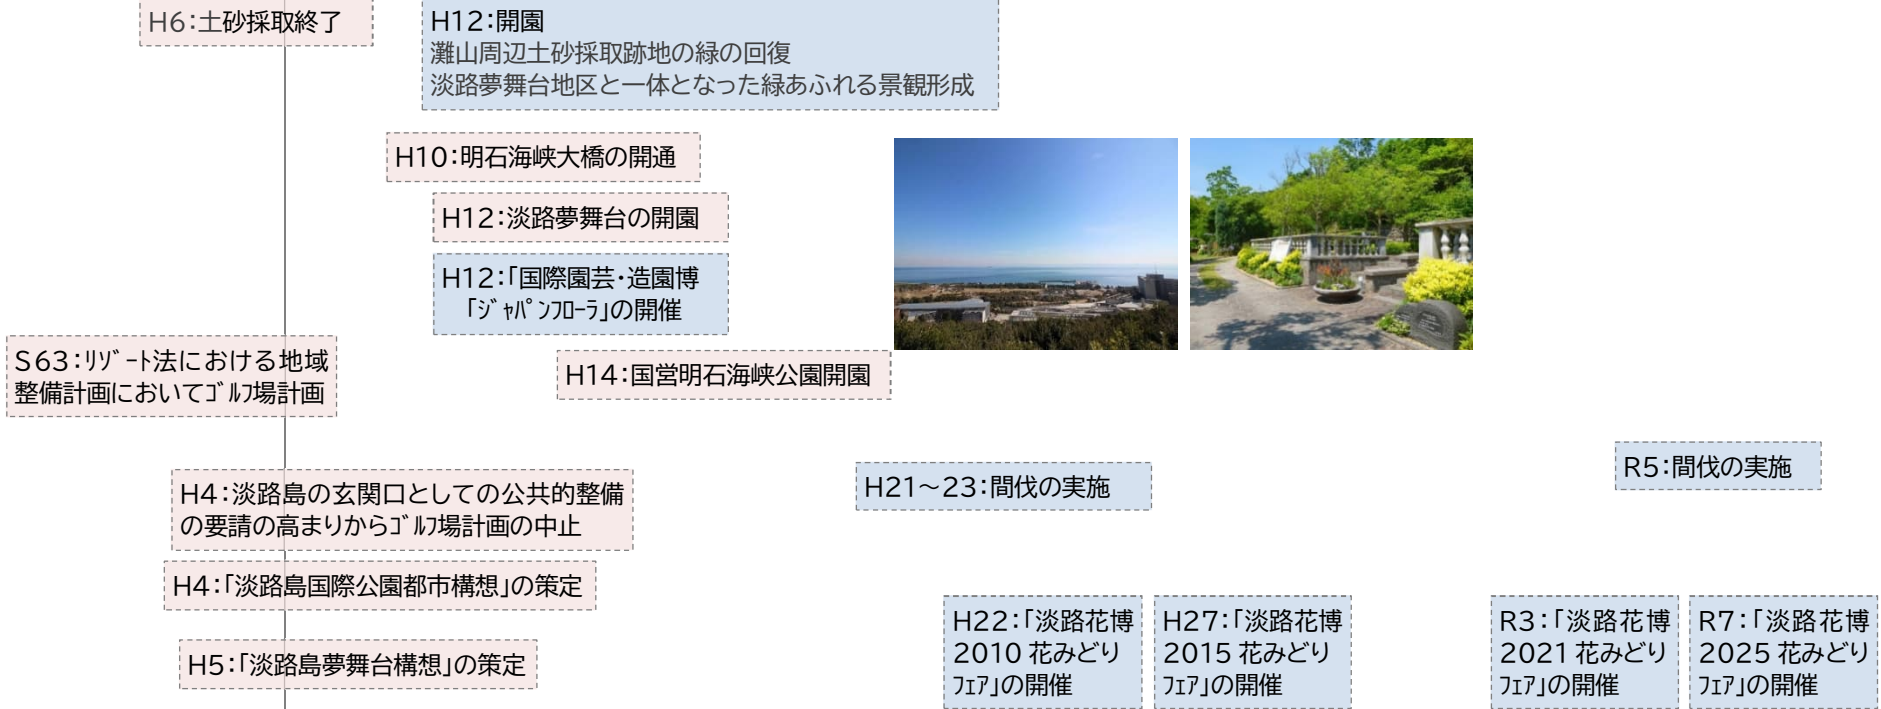 H6:土砂採取終了
H12:開園
灘山周辺土砂採取跡地の緑の回復
淡路夢舞台地区と一体となった緑あふれる景観形成
H10:明石海峡大橋の開通
H12:淡路夢舞台の開園
H12:「国際園芸・造園博
「ｼﾞｬﾊﾟﾝﾌﾛｰﾗ」の開催
S63:ﾘｿﾞｰﾄ法における地域
整備計画においてｺﾞﾙﾌ場計画
H14:国営明石海峡公園開園
H4:淡路島の玄関口としての公共的整備
の要請の高まりからｺﾞﾙﾌ場計画の中止
H21～23:間伐の実施
R5:間伐の実施
H4:「淡路島国際公園都市構想」の策定
H5:「淡路島夢舞台構想」の策定
H22:「淡路花博
2010 花みどり
ﾌｪｱ」の開催
H27:「淡路花博
2015 花みどり
ﾌｪｱ」の開催
R3:「淡路花博
2021 花みどり
ﾌｪｱ」の開催
R7:「淡路花博
2025 花みどり
ﾌｪｱ」の開催